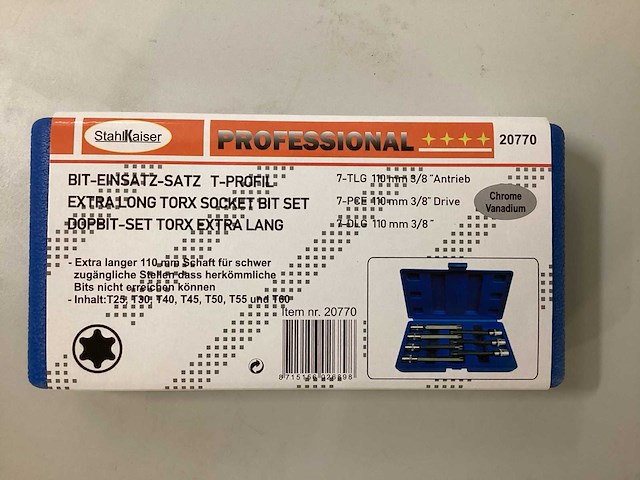 StahlKaiser
PROFESSIONAL
20770
BIT-EINSATZ-SATZ T-PROFIL
EXTRA LONG TORX SOCKET BIT SET
DOPBIT-SET TORX EXTRA LANG
7-TLG 110 mm 3/8 ̋ Antrieb
7-PCE 110 mm 3/8 ̋ Drive
7-DLG 110 mm 3/8 ̋
Chrome
Vanadium
- Extra langer 110 mm Schaft für schwer
zugängliche Stellen dass herkömmliche
Bits nicht erreichen können
- Inhalt:T25, T30, T40, T45, T50, T55 und T60
Item nr. 20770